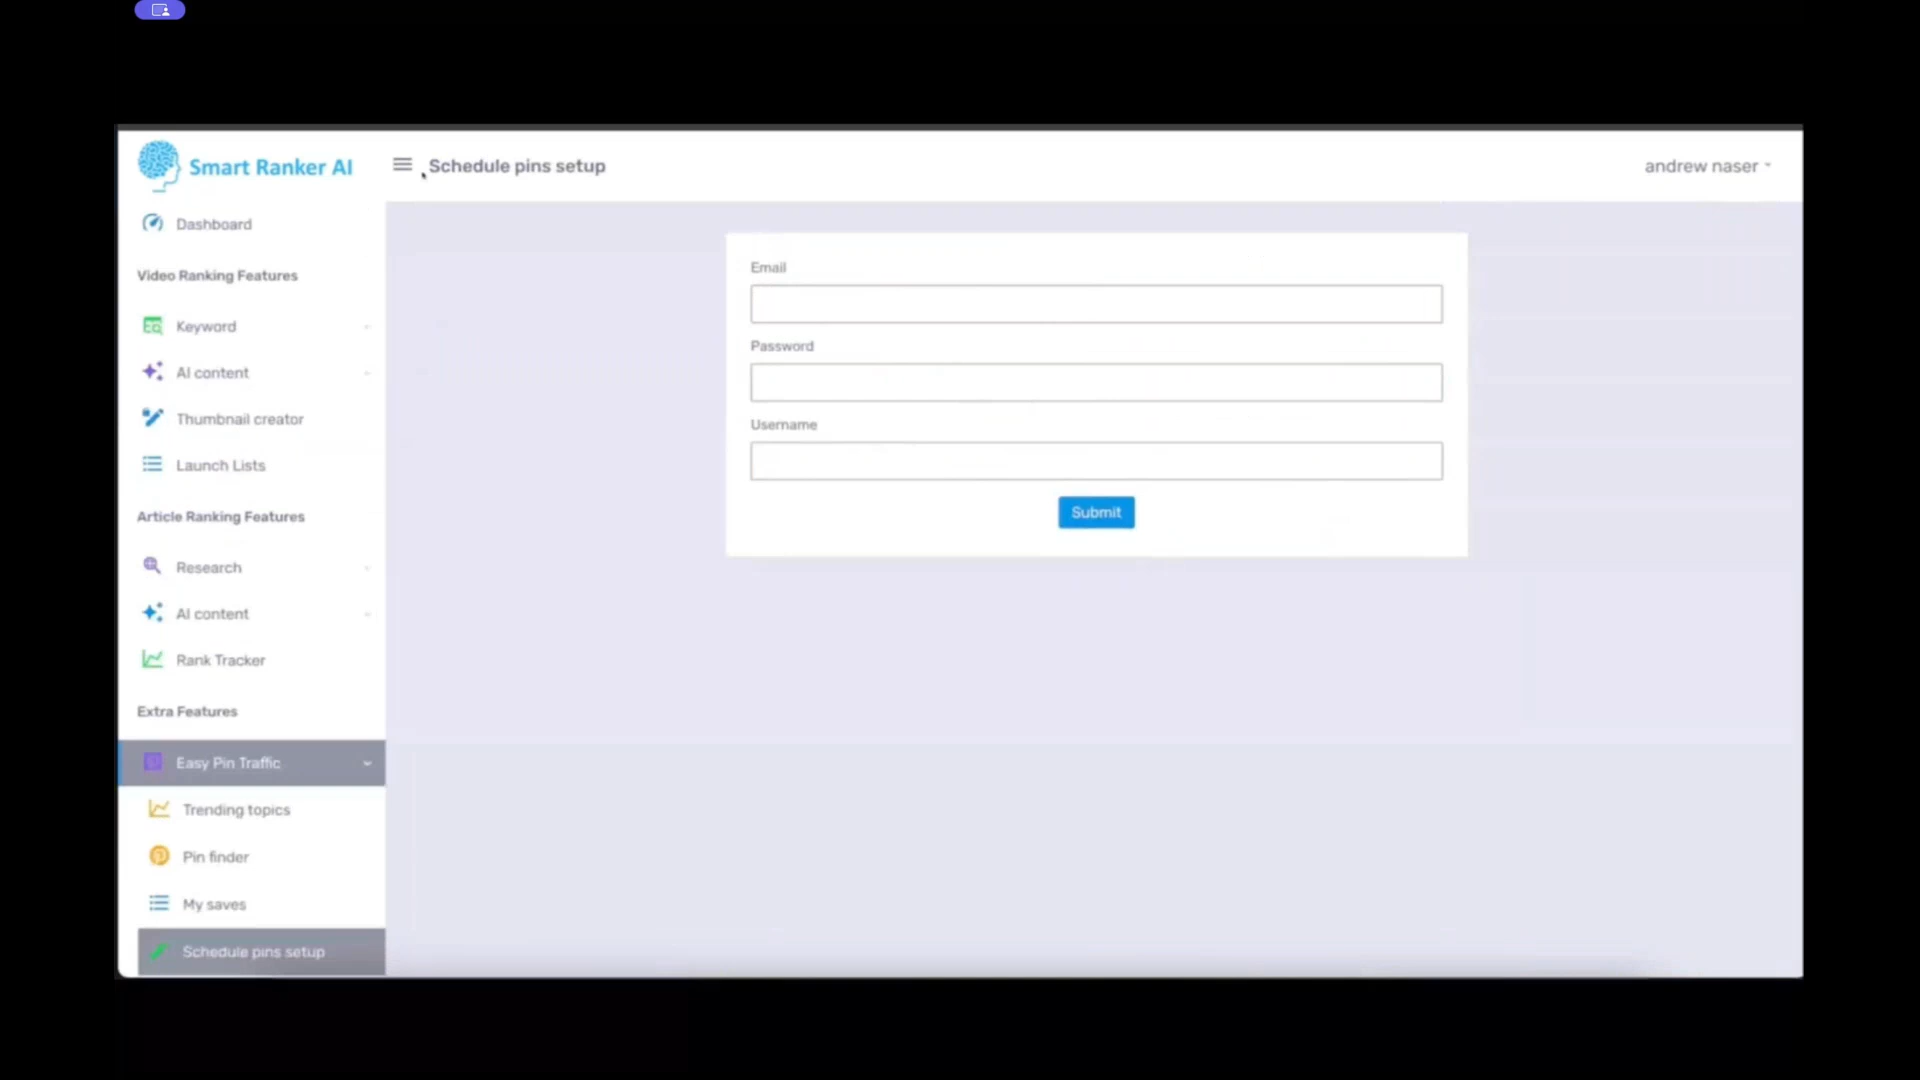 Smart Ranker AI
Schedule pins setup
andrew naser
Dashboard
Video Ranking Features
Keyword
AI content
Thumbnail creator
Launch Lists
Article Ranking Features
Research
AI content
Rank Tracker
Extra Features
Easy Pin Traffic
Trending topics
Pin finder
My saves
Schedule pins setup
Email
Password
Username
Submit